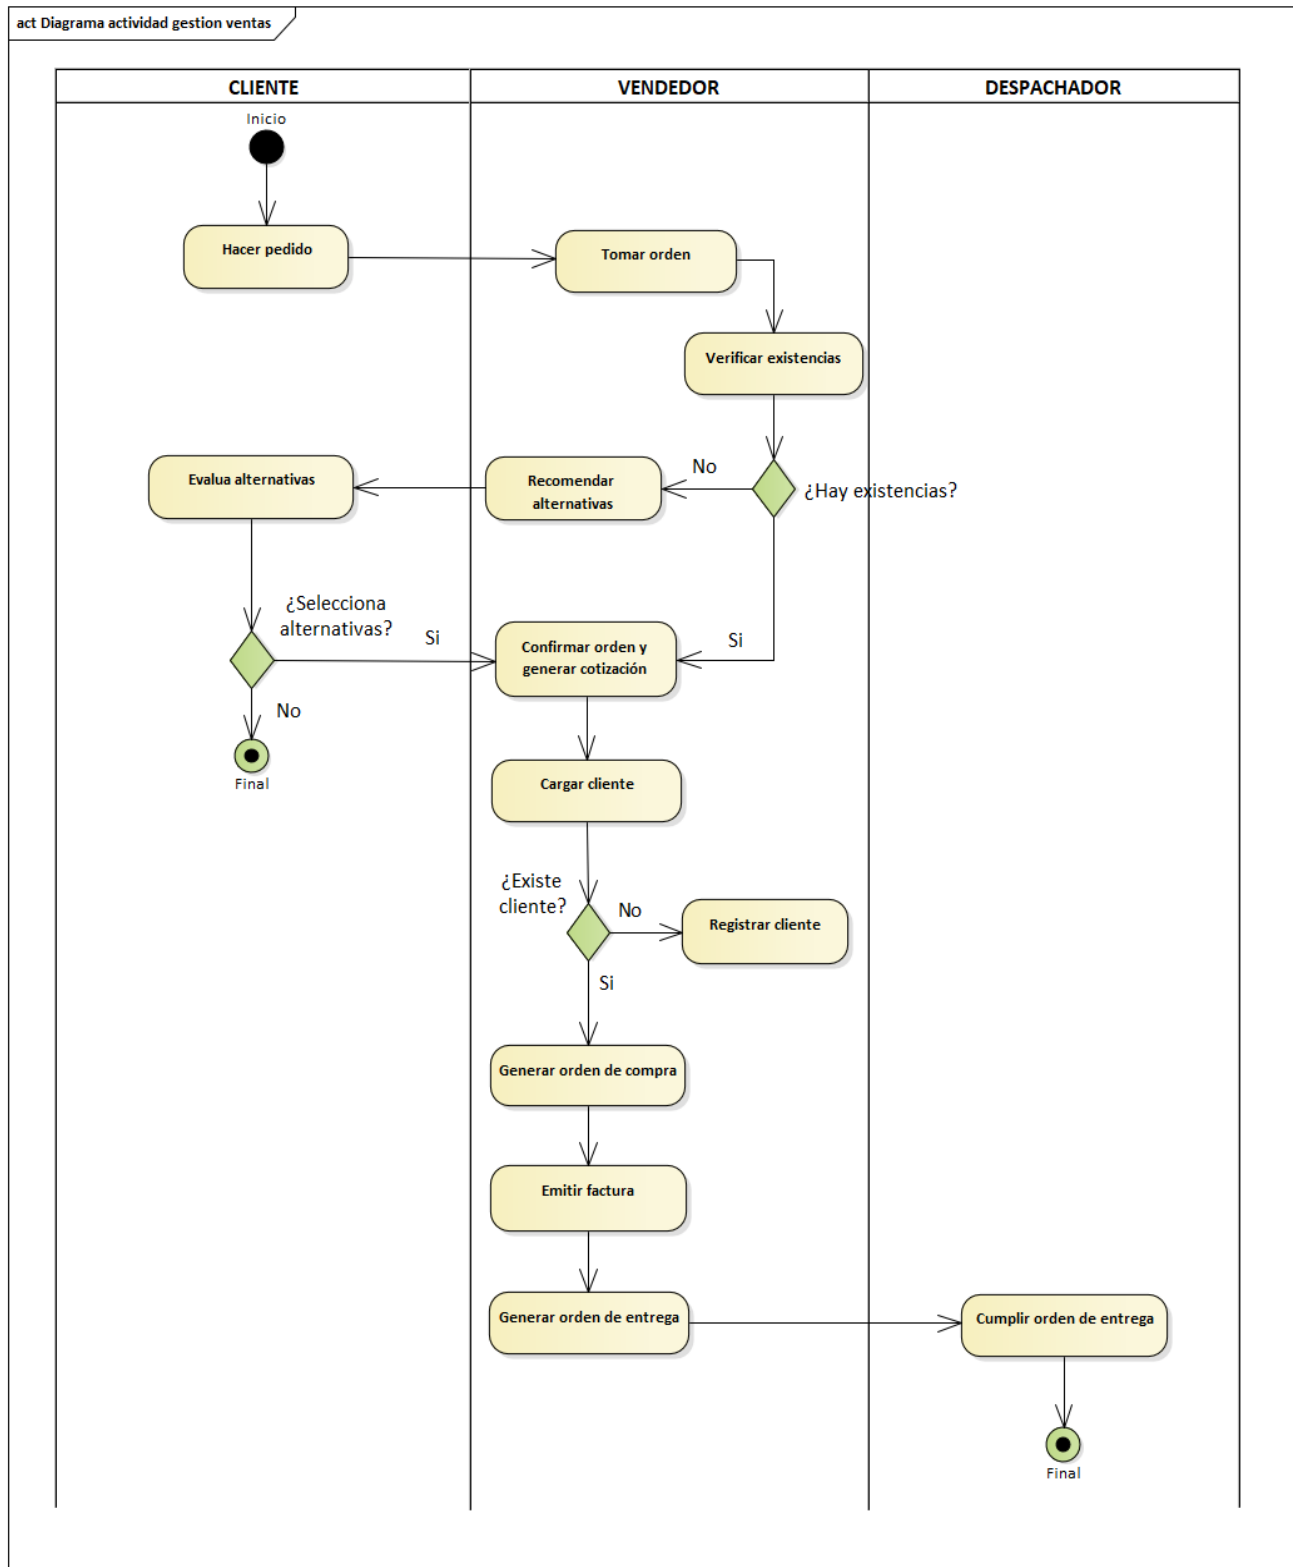 act Diagrama actividad gestion ventas
CLIENTE
VENDEDOR
DESPACHADOR
Inicio
Hacer pedido
Tomar orden
Verificar existencias
Evalua alternativas
Recomendar
alternativas
No
¿Hay existencias?
¿Selecciona
alternativas?
Si
Confirmar orden y
generar cotización
Si
No
Final
Cargar cliente
¿Existe
cliente?
No
Registrar cliente
Si
Generar orden de compra
Emitir factura
Generar orden de entrega
Cumplir orden de entrega
Final